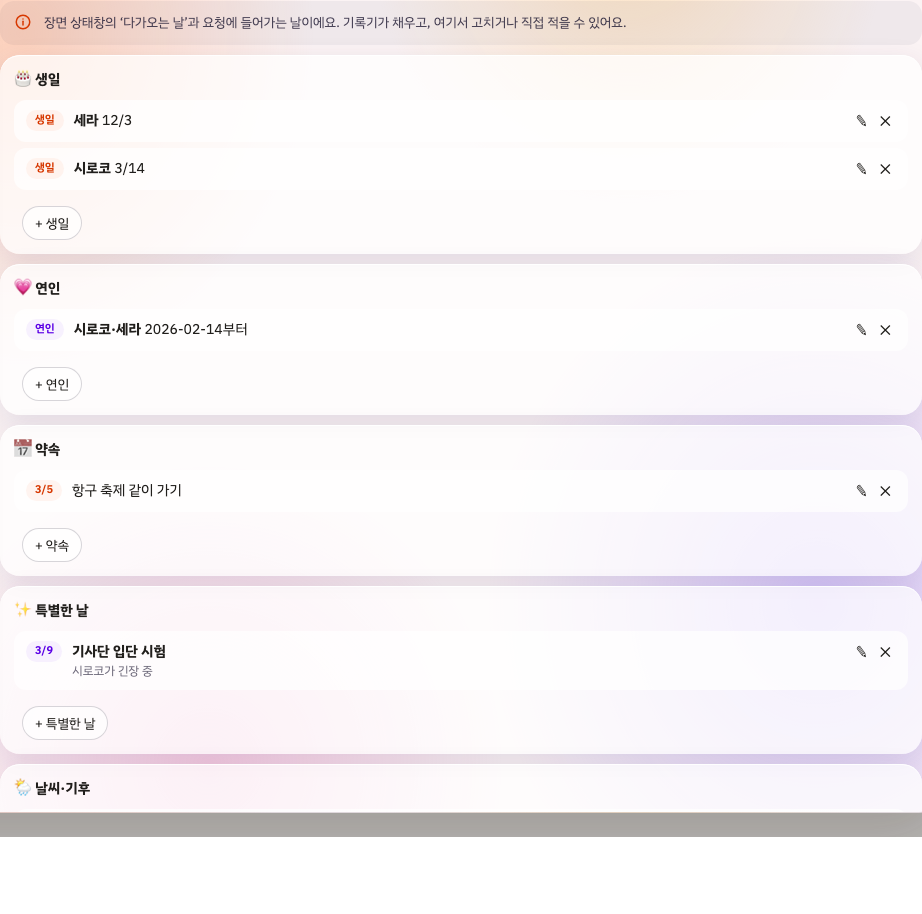 장면 상태창의 ‘다가오는 날’과 요청에 들어가는 날이에요. 기록기가 채우고, 여기서 고치거나 직접 적을 수 있어요.
🎂 생일
생일 세라 12/3 ✎ ✕
생일 시로코 3/14 ✎ ✕
+ 생일
💗 연인
연인 시로코·세라 2026-02-14부터 ✎ ✕
+ 연인
📅 약속
3/5 항구 축제 같이 가기 ✎ ✕
+ 약속
✨ 특별한 날
3/9 기사단 입단 시험 ✎ ✕
시로코가 긴장 중
+ 특별한 날
🌦 날씨·기후